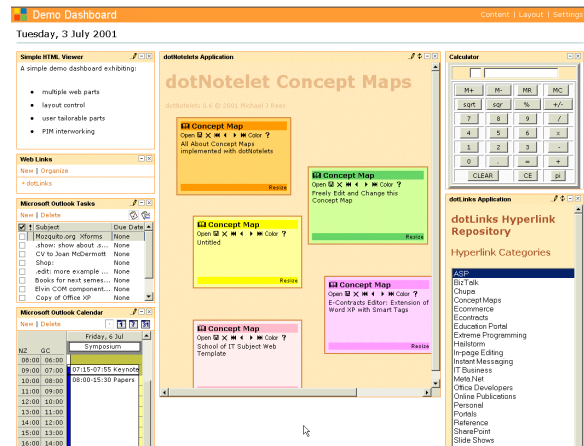 Demo Dashboard
Content | Layout | Settings
Tuesday, 3 July 2001
Simple HTML Viewer
A simple demo dashboard exhibiting:
multiple web parts
layout control
user tailorable parts
PIM interworking
Web Links
New | Organize
+ dotLinks
Microsoft Outlook Tasks
New | Delete
! Subject Due Date
Mozquito.org Xforms None
.show: show about .s... None
CV to Joan McDermott None
Shop: None
.edit: more example ... None
Books for next semes... None
Elvin COM component... None
Copy of Office XP None
Microsoft Outlook Calendar
New | Delete
1 7 31
Friday, 6 Jul
NZ GC Symposium
08:00 06:00
09:00 07:00 07:15-07:55 Keynote
10:00 08:00 08:00-15:30 Papers
11:00 09:00
12:00 10:00
13:00 11:00
14:00 12:00
15:00 13:00
16:00 14:00
dotNotelets Application
dotNotelet Concept Maps
dotNotelets 0.6 © 2001 Michael J Rees
Concept Map
Open Color ?
All About Concept Maps
implemented with dotNotelets
Resize
Concept Map
Open Color ?
Freely Edit and Change this
Concept Map
Resize
Concept Map
Open Color ?
Untitled
Resize
Concept Map
Open Color ?
E-Contracts Editor: Extension of
Word XP with Smart Tags
Resize
Concept Map
Open Color ?
School of IT Subject Web
Template
Calculator
M+ M- MR MC
sqrt sqr % +/-
7 8 9 /
4 5 6 x
1 2 3 -
0 . = +
CLEAR CE pi
dotLinks Application
dotLinks Hyperlink
Repository
Hyperlink Categories
ASP
BizTalk
Chupa
Concept Maps
Ecommerce
Econtracts
Education Portal
Extreme Programming
Hailstorm
In-page Editing
Instant Messaging
IT Business
Meta.Net
Office Developers
Online Publications
Personal
Portals
Reference
SharePoint
Slide Shows